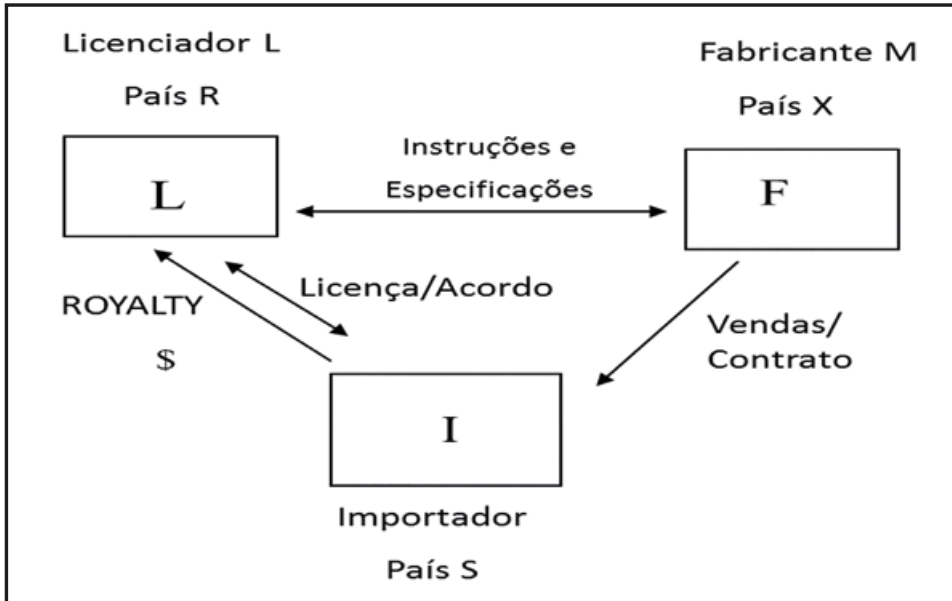 Licenciador L
País R
L
Fabricante M
País X
F
Instruções e
Especificações
ROYALTY
$
Licença/Acordo
Vendas/
Contrato
I
Importador
País S